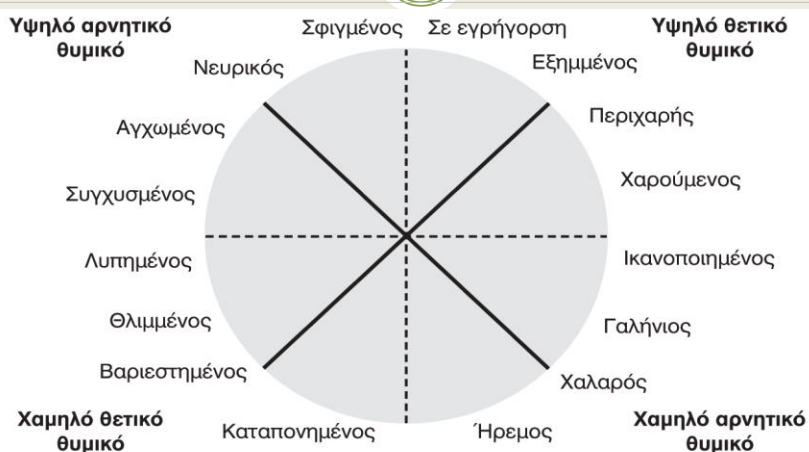 Υψηλό αρνητικό
θυμικό
Σφιγμένος
Σε εγρήγορση
Υψηλό θετικό
θυμικό
Νευρικός
Εξημμένος
Αγχωμένος
Περιχαρής
Συγχυσμένος
Χαρούμενος
Λυπημένος
Ικανοποιημένος
Θλιμμένος
Γαλήνιος
Βαριεστημένος
Χαλαρός
Χαμηλό θετικό
θυμικό
Καταπονημένος
Ήρεμος
Χαμηλό αρνητικό
θυμικό